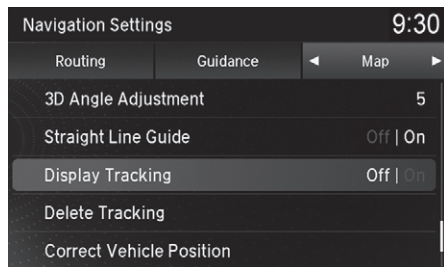 Navigation Settings 9:30
Routing Guidance ◄ Map ►
3D Angle Adjustment 5
Straight Line Guide Off | On
Display Tracking Off | On
Delete Tracking
Correct Vehicle Position